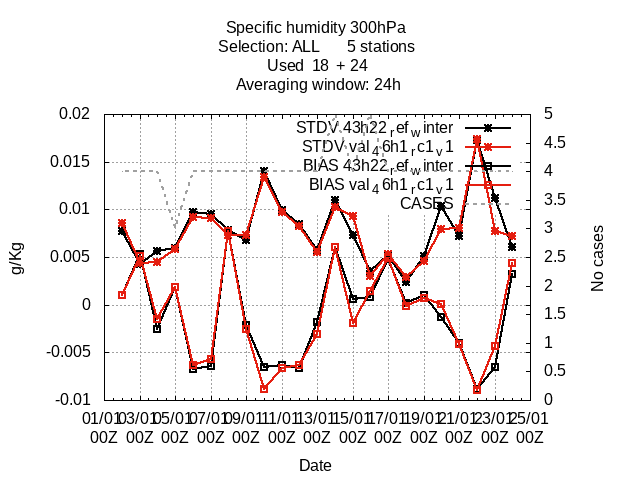 Specific humidity 300hPa
Selection: ALL 5 stations
Used 18 + 24
Averaging window: 24h
0.02
0.015
0.01
0.005
0
-0.005
-0.01
5
4.5
4
3.5
3
2.5
2
1.5
1
0.5
0
STDV 43h22_ref_winter
STDV val_46h1_rc1_v1
BIAS 43h22_ref_winter
BIAS val_46h1_rc1_v1
CASES
g/Kg
No cases
01/01 03/01 05/01 07/01 09/01 11/01 13/01 15/01 17/01 19/01 21/01 23/01 25/01
00Z 00Z 00Z 00Z 00Z 00Z 00Z 00Z 00Z 00Z 00Z 00Z 00Z
Date